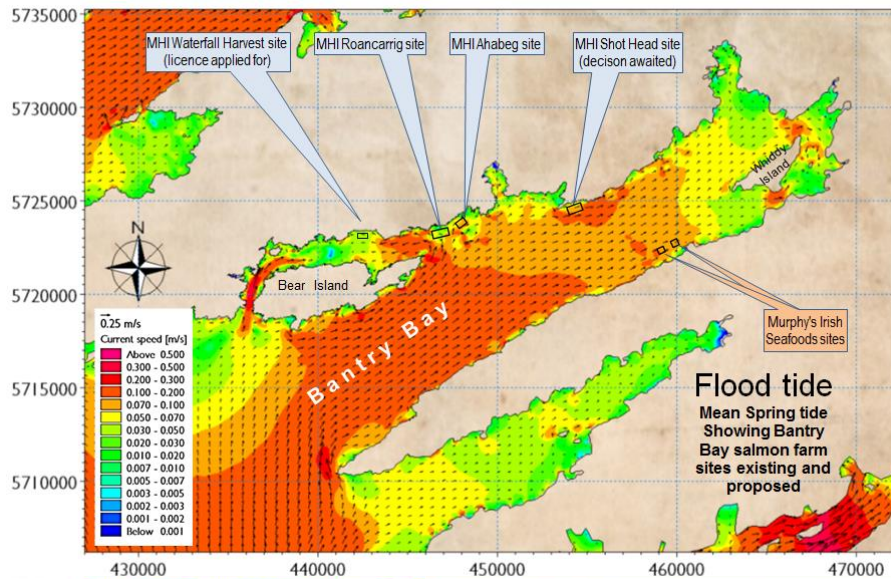 5735000
5730000
5725000
5720000
5715000
5710000
430000
440000
450000
460000
470000
MHI Waterfall Harvest site
(licence applied for)
MHI Roancarrig site
MHI Ahabeg site
MHI Shot Head site
(decison awaited)
Whiddy
Island
N
Bear Island
Bantry Bay
Murphy's Irish
Seafoods sites
0.25 m/s
Current speed [m/s]
Above 0.500
0.300 - 0.500
0.200 - 0.300
0.100 - 0.200
0.070 - 0.100
0.050 - 0.070
0.030 - 0.050
0.020 - 0.030
0.010 - 0.020
0.007 - 0.010
0.005 - 0.007
0.003 - 0.005
0.002 - 0.003
0.001 - 0.002
Below 0.001
Flood tide
Mean Spring tide
Showing Bantry
Bay salmon farm
sites existing and
proposed